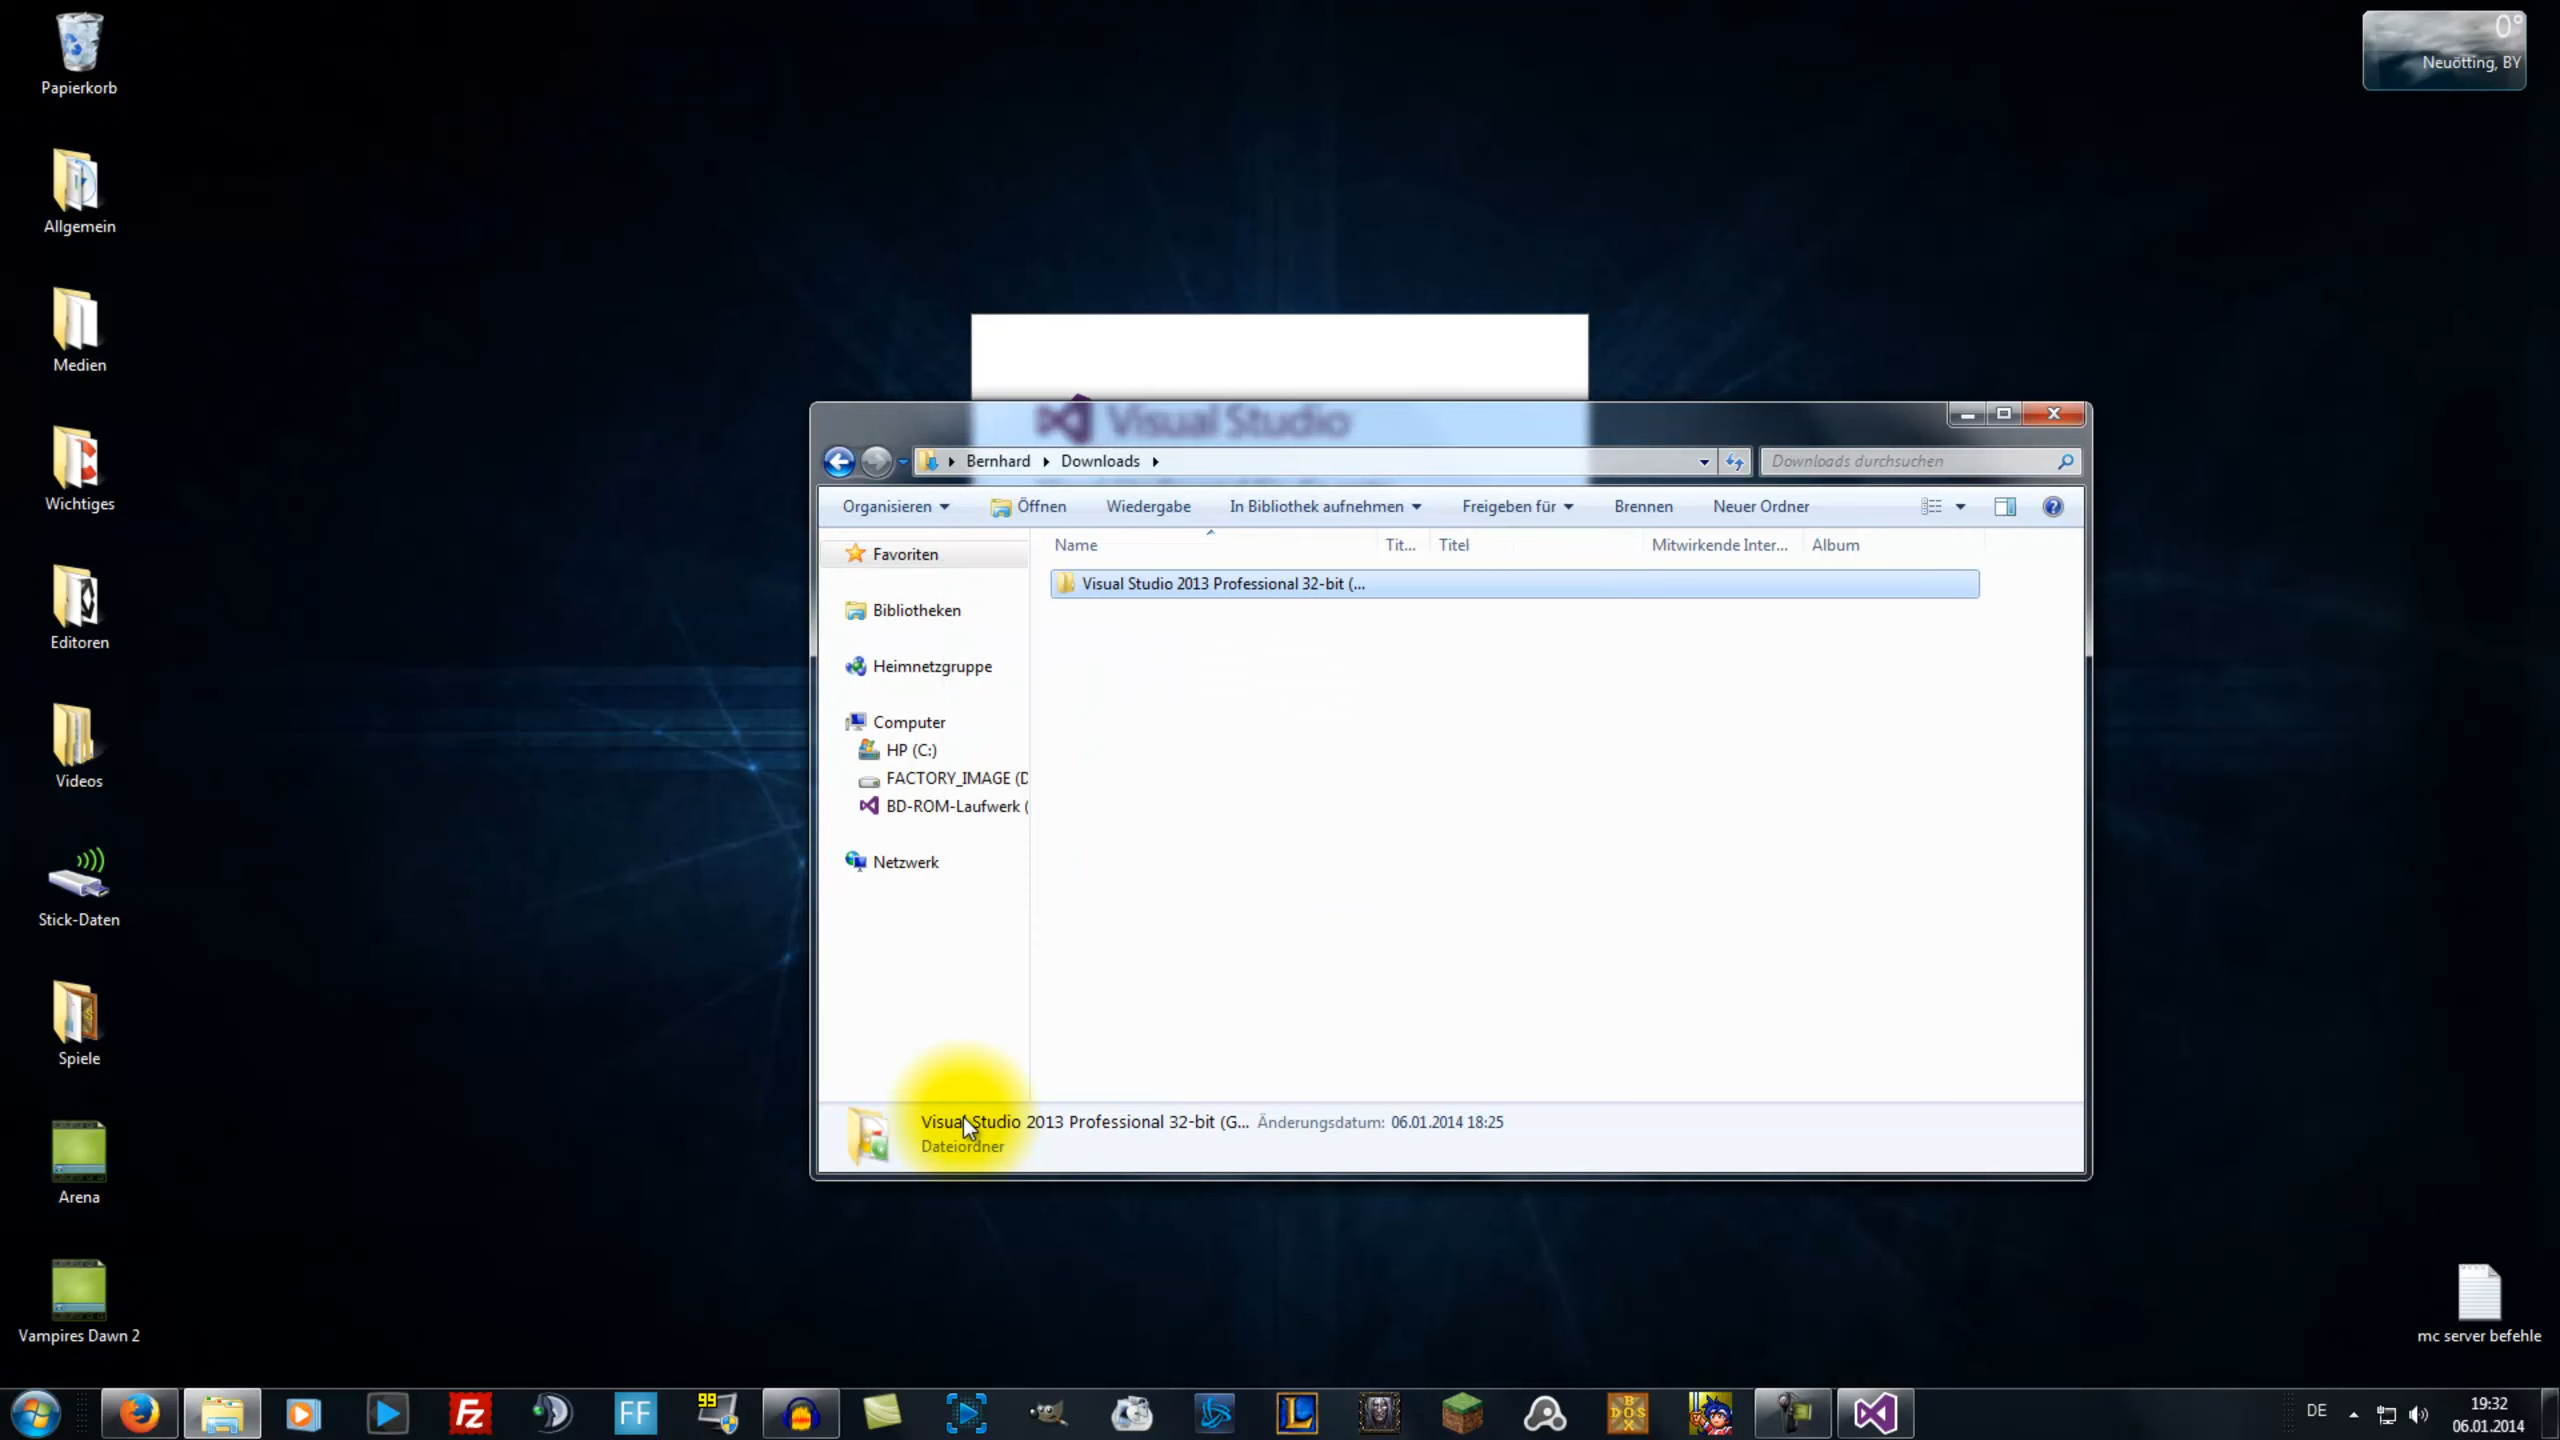 Papierkorb
Allgemein
Medien
Wichtiges
Editoren
Videos
Stick-Daten
Spiele
Arena
Vampires Dawn 2
0°
Neuötting, BY
Visual Studio
Bernhard Downloads
Downloads durchsuchen
Organisieren Öffnen Wiedergabe In Bibliothek aufnehmen Freigeben für Brennen Neuer Ordner
Name Tit... Titel Mitwirkende Inter... Album
Favoriten
Bibliotheken
Heimnetzgruppe
Computer
HP (C:)
FACTORY_IMAGE (D
BD-ROM-Laufwerk (
Netzwerk
Visual Studio 2013 Professional 32-bit (...
Visual Studio 2013 Professional 32-bit (G... Änderungsdatum: 06.01.2014 18:25
Dateiordner
mc server befehle
FZ
FF
99
L
DOS
BOX
DE
19:32
06.01.2014